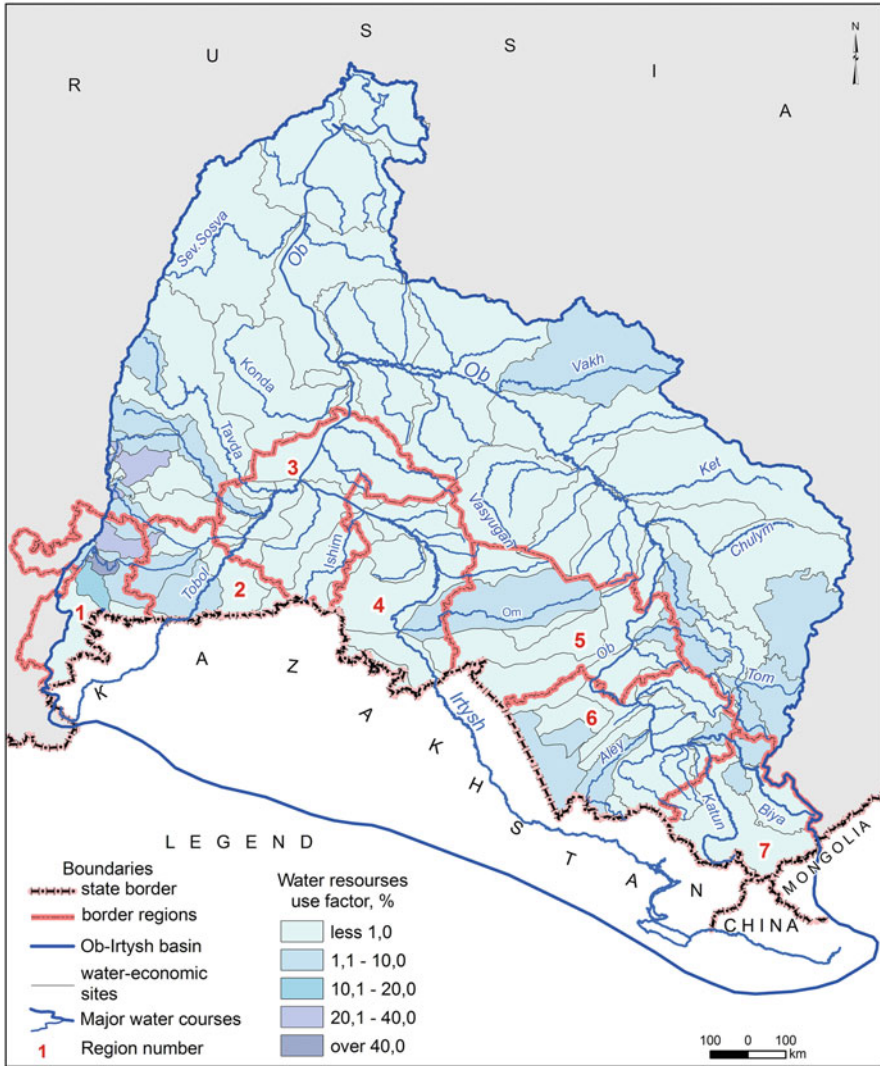 N
R U S S I A
Sev.Sosva
Ob
Konda
Ob
Vakh
Tavda
3
Ket
Vasyugan
Chulym
Ishim
Tobol
2
4
1
Om
5
Ob
Tom
6
Aley
Irtysh
Katun
Biya
7
K A Z A K H S T A N
MONGOLIA
CHINA
LEGEND
Boundaries
state border
border regions
Ob-Irtysh basin
water-economic
sites
Major water courses
1 Region number
Water resourses
use factor, %
less 1,0
1,1 - 10,0
10,1 - 20,0
20,1 - 40,0
over 40,0
100 0 100
km